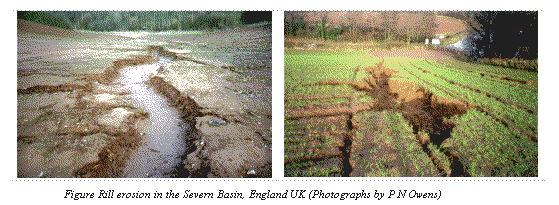 Figure Rill erosion in the Severn Basin, England UK (Photographs by P N Owens)